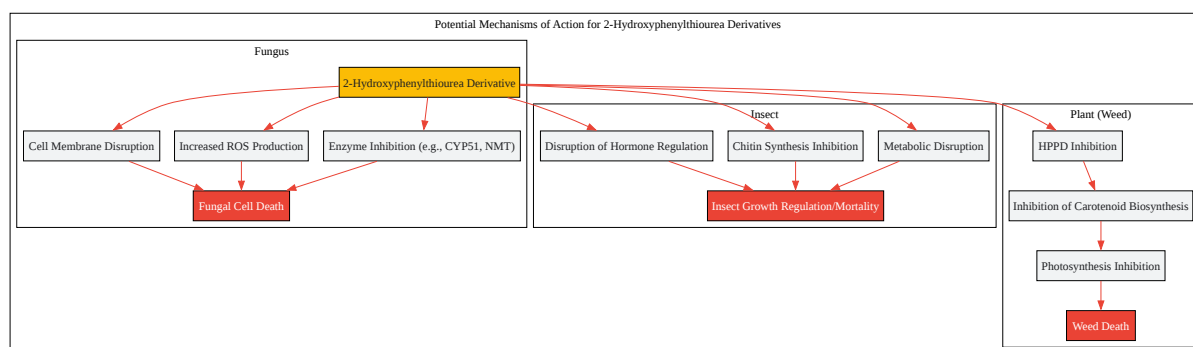 Potential Mechanisms of Action for 2-Hydroxyphenylthiourea Derivatives
Fungus
2-Hydroxyphenylthiourea Derivative
Cell Membrane Disruption
Increased ROS Production
Enzyme Inhibition (e.g., CYP51, NMT)
Fungal Cell Death
Insect
Disruption of Hormone Regulation
Chitin Synthesis Inhibition
Metabolic Disruption
Insect Growth Regulation/Mortality
Plant (Weed)
HPPD Inhibition
Inhibition of Carotenoid Biosynthesis
Photosynthesis Inhibition
Weed Death